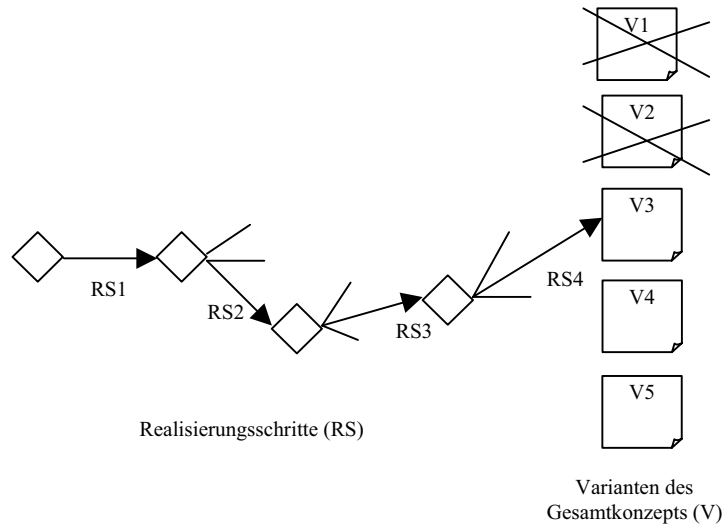 V1
V2
V3
RS1
RS4
RS2
V4
RS3
V5
Realisierungsschritte (RS)
Varianten des
Gesamtkonzepts (V)